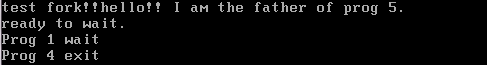 test fork!!hello!! I am the father of prog 5.
ready to wait.
Prog 1 wait
Prog 4 exit